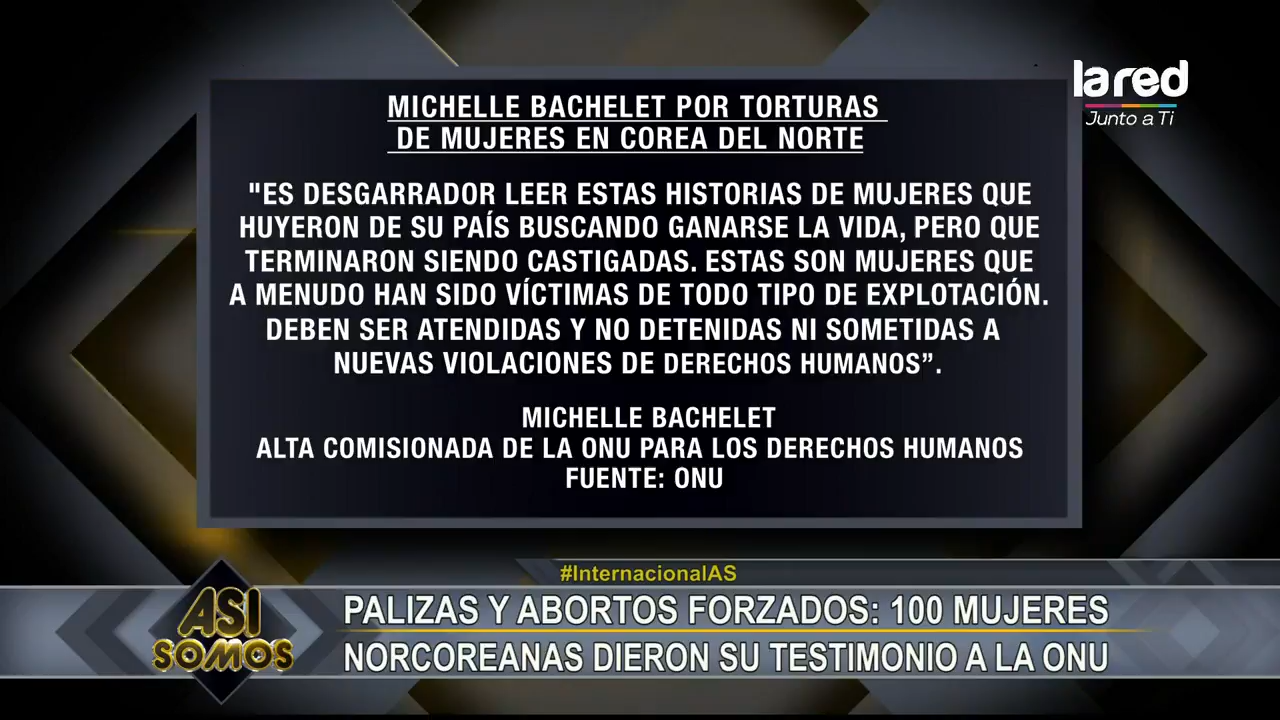 lared
Junto a Ti
MICHELLE BACHELET POR TORTURAS
DE MUJERES EN COREA DEL NORTE
"ES DESGARRADOR LEER ESTAS HISTORIAS DE MUJERES QUE
HUYERON DE SU PAÍS BUSCANDO GANARSE LA VIDA, PERO QUE
TERMINARON SIENDO CASTIGADAS. ESTAS SON MUJERES QUE
A MENUDO HAN SIDO VÍCTIMAS DE TODO TIPO DE EXPLOTACIÓN.
DEBEN SER ATENDIDAS Y NO DETENIDAS NI SOMETIDAS A
NUEVAS VIOLACIONES DE DERECHOS HUMANOS”.
MICHELLE BACHELET
ALTA COMISIONADA DE LA ONU PARA LOS DERECHOS HUMANOS
FUENTE: ONU
#InternacionalAS
ASI
SOMOS
PALIZAS Y ABORTOS FORZADOS: 100 MUJERES
NORCOREANAS DIERON SU TESTIMONIO A LA ONU